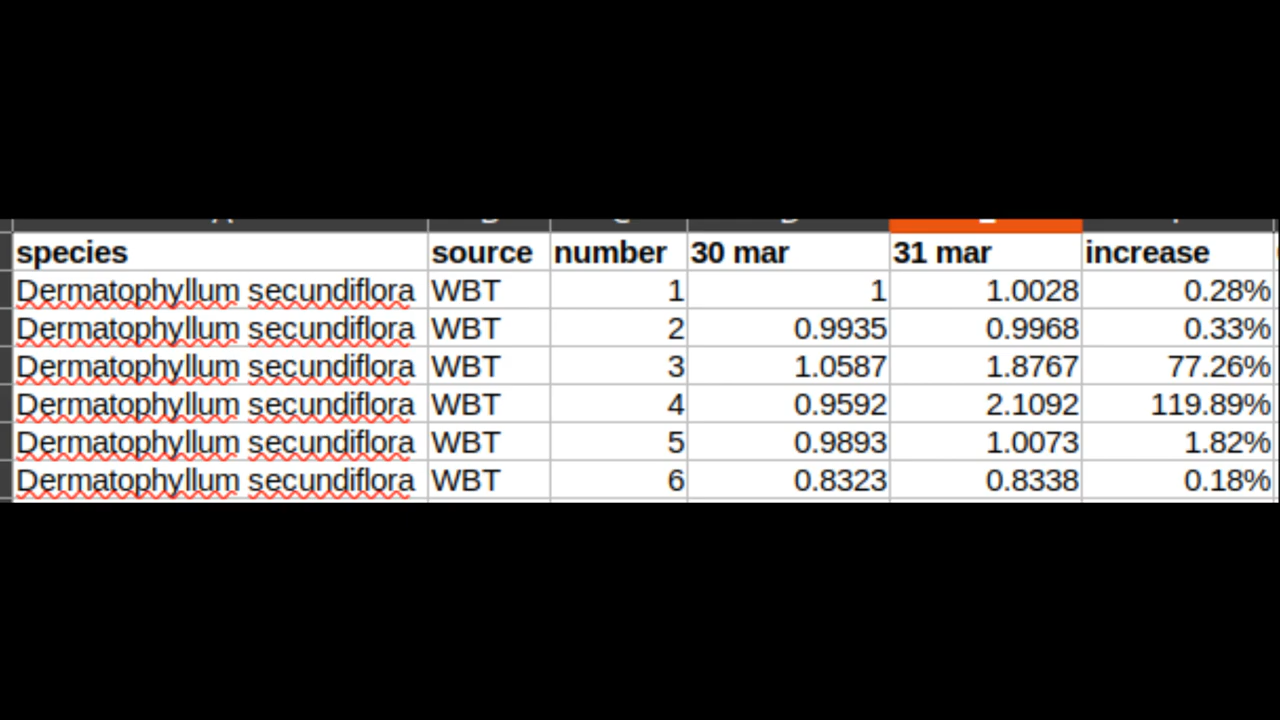 species source number 30 mar 31 mar increase
Dermatophyllum secundiflora WBT 1 1 1.0028 0.28%
Dermatophyllum secundiflora WBT 2 0.9935 0.9968 0.33%
Dermatophyllum secundiflora WBT 3 1.0587 1.8767 77.26%
Dermatophyllum secundiflora WBT 4 0.9592 2.1092 119.89%
Dermatophyllum secundiflora WBT 5 0.9893 1.0073 1.82%
Dermatophyllum secundiflora WBT 6 0.8323 0.8338 0.18%